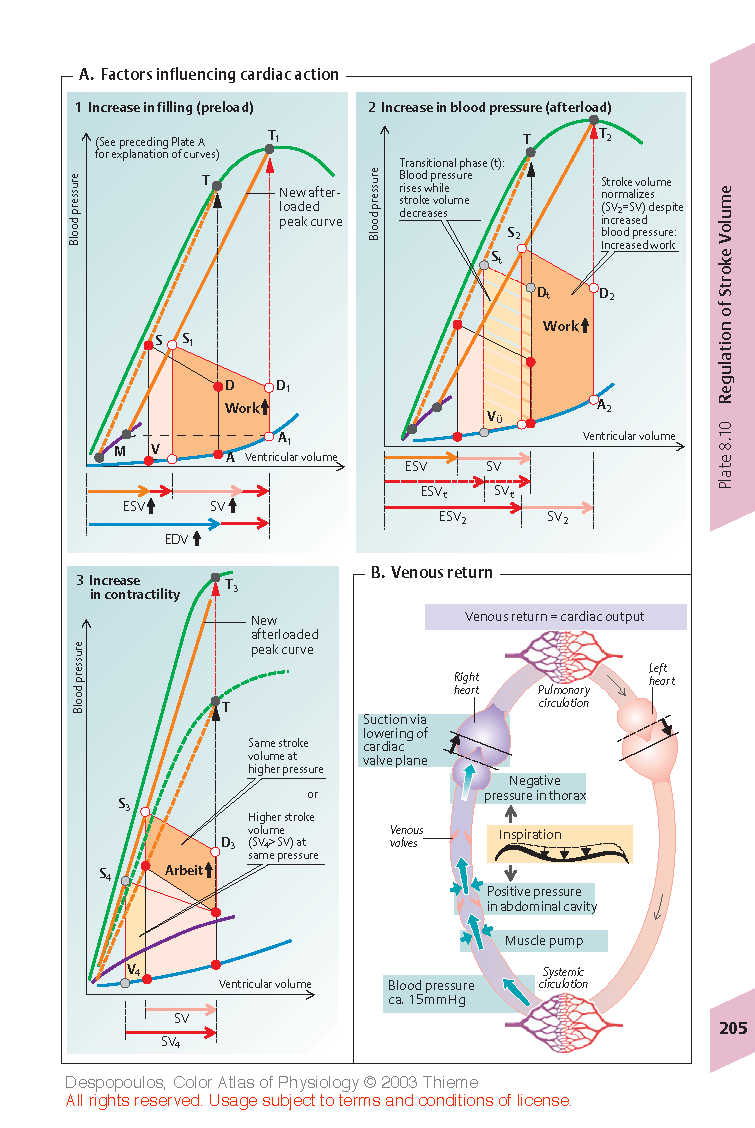 A. Factors influencing cardiac action
1 Increase in filling (preload)
(See preceding Plate A
for explanation of curves)
Blood pressure
T
T1
New after-
loaded
peak curve
S
S1
D
D1
Work
A1
M
V
A
Ventricular volume
ESV
SV
EDV
2 Increase in blood pressure (afterload)
Blood pressure
Transitional phase (t):
Blood pressure
rises while
stroke volume
decreases
T
T2
Stroke volume
normalizes
(SV2=SV) despite
increased
blood pressure:
Increased work
S2
St
Dt
D2
Work
A2
Vü
Ventricular volume
ESV
SV
ESVt
SVt
ESV2
SV2
3 Increase
in contractility
Blood pressure
T3
New
afterloaded
peak curve
T
Same stroke
volume at
higher pressure
or
Higher stroke
volume
(SV4> SV) at
same pressure
S3
D3
S4
Arbeit
V4
Ventricular volume
SV
SV4
B. Venous return
Venous return = cardiac output
Right
heart
Pulmonary
circulation
Left
heart
Suction via
lowering of
cardiac
valve plane
Negative
pressure in thorax
Venous
valves
Inspiration
Positive pressure
in abdominal cavity
Muscle pump
Blood pressure
ca. 15mmHg
Systemic
circulation
Plate 8.10 Regulation of Stroke Volume
205
Despopoulos, Color Atlas of Physiology © 2003 Thieme
All rights reserved. Usage subject to terms and conditions of license.